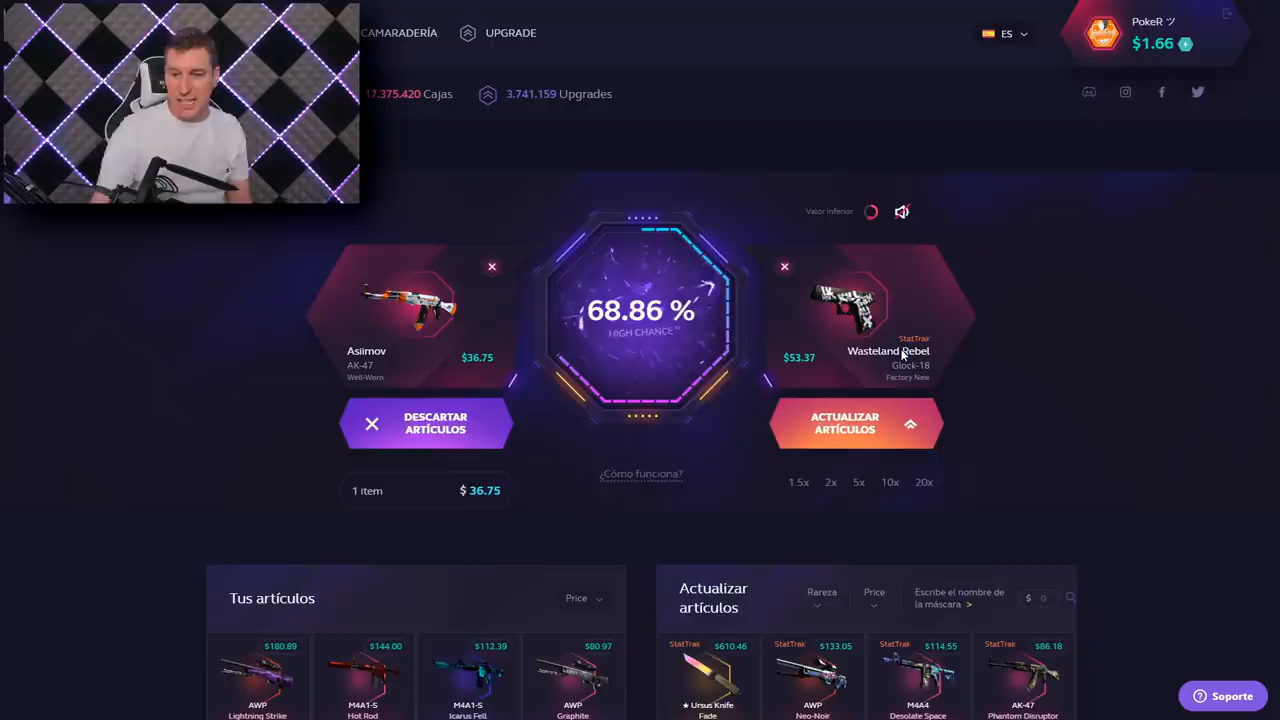 CAMARADERÍA
UPGRADE
ES
PokeR ツ
$1.66
17.375.420 Cajas
3.741.159 Upgrades
Valor inferior
68.86 %
HIGH CHANCE
Asiimov
AK-47
Well-Worn
$36.75
StatTrak
$53.37
Wasteland Rebel
Glock-18
Factory New
DESCARTAR
ARTÍCULOS
ACTUALIZAR
ARTÍCULOS
1 item
$ 36.75
¿Cómo funciona?
1.5x
2x
5x
10x
20x
Tus artículos
Price
Actualizar
artículos
Rareza
Price
Escribe el nombre de
la máscara >
$ 0
$180.89
$144.00
$112.39
$80.97
StatTrak $610.46
StatTrak $133.05
StatTrak $114.55
StatTrak $86.18
AWP
Lightning Strike
M4A1-S
Hot Rod
M4A1-S
Icarus Fell
AWP
Graphite
★ Ursus Knife
Fade
AWP
Neo-Noir
M4A4
Desolate Space
AK-47
Phantom Disruptor
Soporte